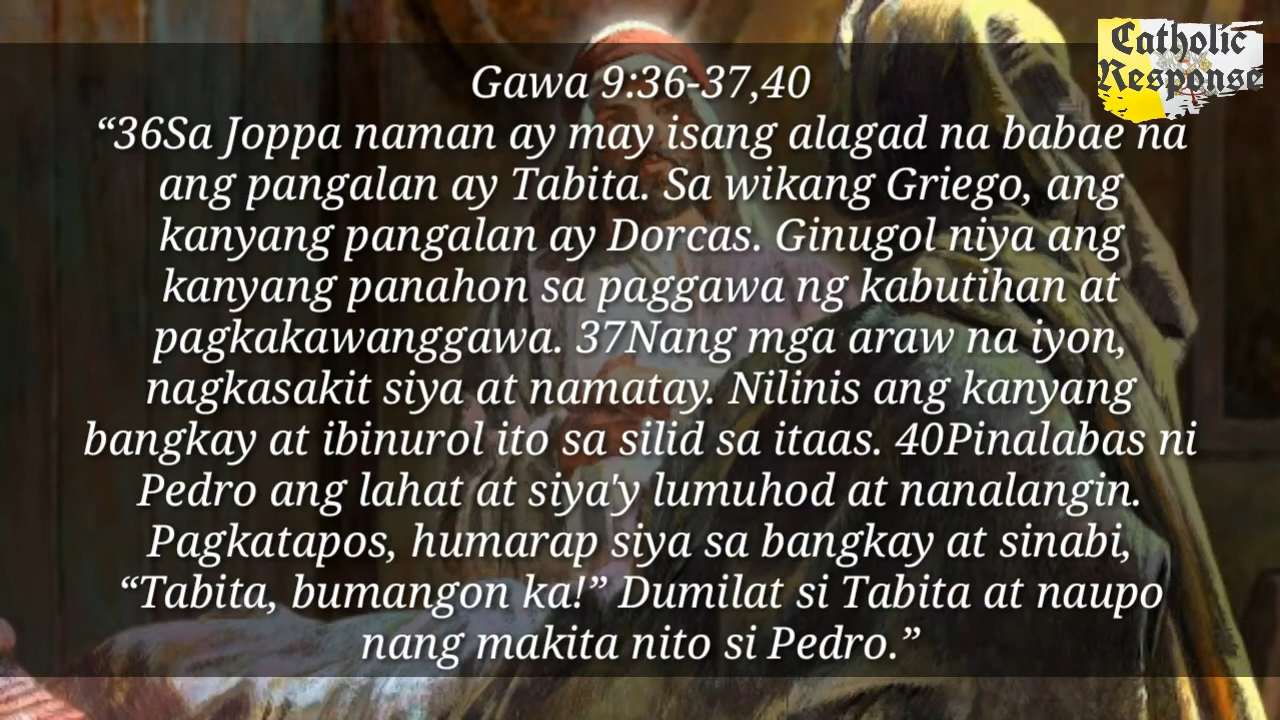 Catholic
Response
Gawa 9:36-37,40
“36Sa Joppa naman ay may isang alagad na babae na
ang pangalan ay Tabita. Sa wikang Griego, ang
kanyang pangalan ay Dorcas. Ginugol niya ang
kanyang panahon sa paggawa ng kabutihan at
pagkakawanggawa. 37Nang mga araw na iyon,
nagkasakit siya at namatay. Nilinis ang kanyang
bangkay at ibinurol ito sa silid sa itaas. 40Pinalabas ni
Pedro ang lahat at siya'y lumuhod at nanalangin.
Pagkatapos, humarap siya sa bangkay at sinabi,
“Tabita, bumangon ka!” Dumilat si Tabita at naupo
nang makita nito si Pedro.”